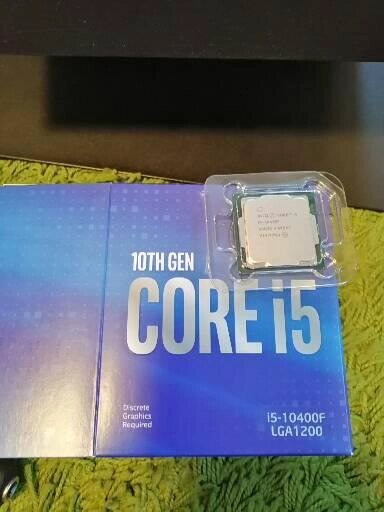 10TH GEN
CORE i5
Discrete
Graphics
Required
i5-10400F
LGA1200